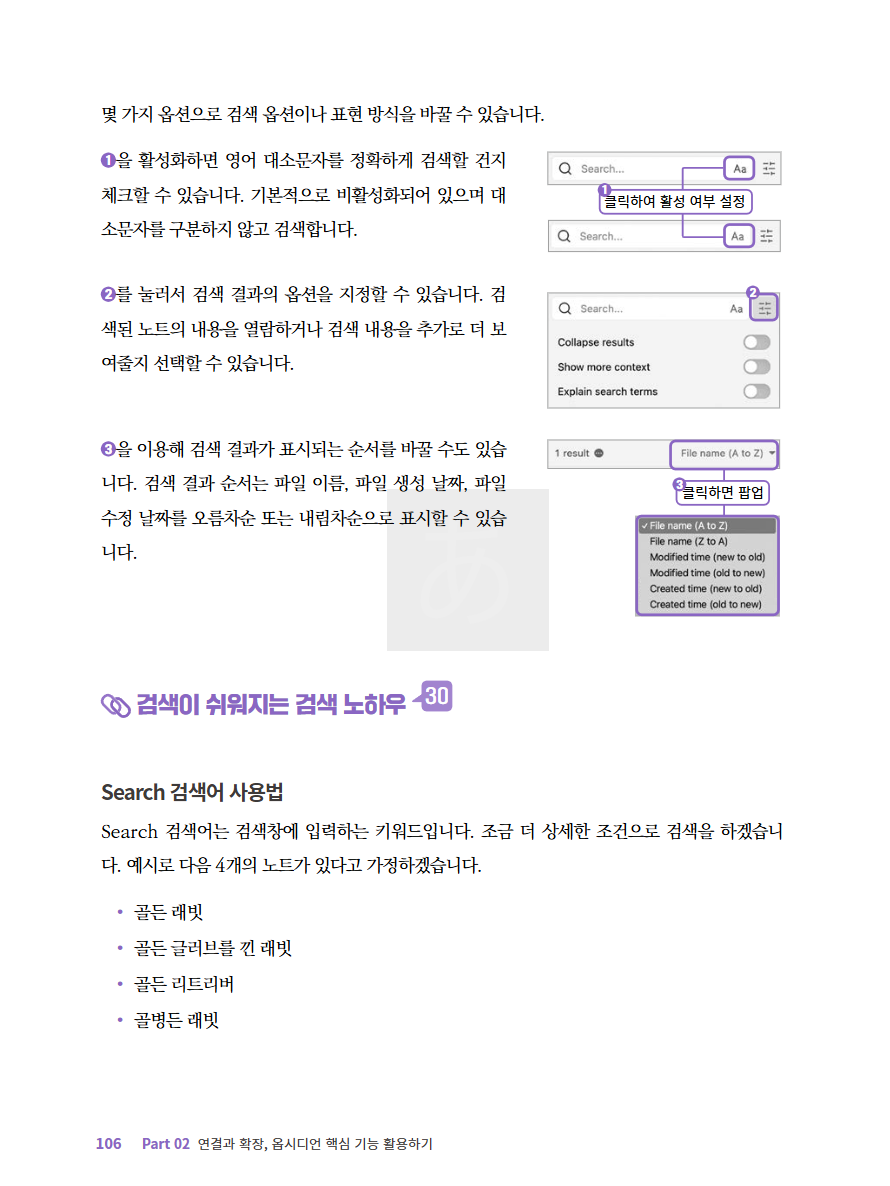 몇 가지 옵션으로 검색 옵션이나 표현 방식을 바꿀 수 있습니다.
❶을 활성화하면 영어 대소문자를 정확하게 검색할 건지
체크할 수 있습니다. 기본적으로 비활성화되어 있으며 대
소문자를 구분하지 않고 검색합니다.
Search... Aa
❶
클릭하여 활성 여부 설정
Search... Aa
❷를 눌러서 검색 결과의 옵션을 지정할 수 있습니다. 검
색된 노트의 내용을 열람하거나 검색 내용을 추가로 더 보
여줄지 선택할 수 있습니다.
❷
Search... Aa
Collapse results
Show more context
Explain search terms
❸을 이용해 검색 결과가 표시되는 순서를 바꿀 수도 있습
니다. 검색 결과 순서는 파일 이름, 파일 생성 날짜, 파일
수정 날짜를 오름차순 또는 내림차순으로 표시할 수 있습
니다.
1 result File name (A to Z)
❸
클릭하면 팝업
✓ File name (A to Z)
File name (Z to A)
Modified time (new to old)
Modified time (old to new)
Created time (new to old)
Created time (old to new)
あ
검색이 쉬워지는 검색 노하우 30
Search 검색어 사용법
Search 검색어는 검색창에 입력하는 키워드입니다. 조금 더 상세한 조건으로 검색을 하겠습니
다. 예시로 다음 4개의 노트가 있다고 가정하겠습니다.
• 골든 래빗
• 골든 글러브를 낀 래빗
• 골든 리트리버
• 골병든 래빗
106 Part 02 연결과 확장, 옵시디언 핵심 기능 활용하기